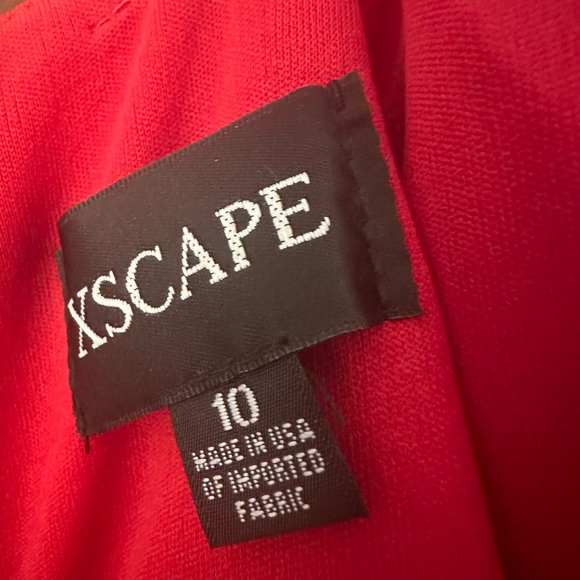 XSCAPE
10
MADE IN USA
OF IMPORTED
FABRIC